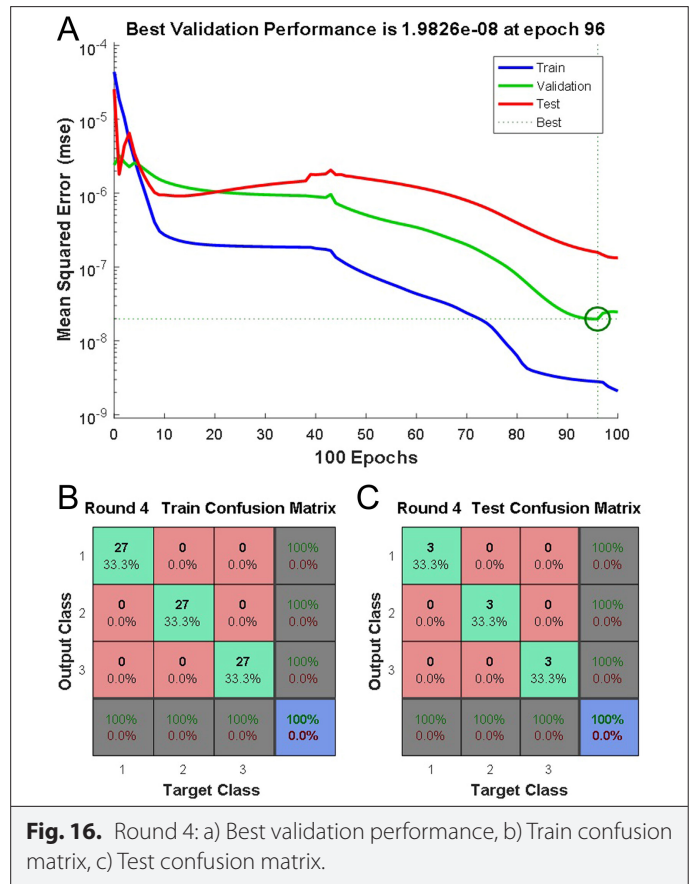 A
Best Validation Performance is 1.9826e-08 at epoch 96
Mean Squared Error (mse)
10-4
10-5
10-6
10-7
10-8
10-9
Train
Validation
Test
Best
0 10 20 30 40 50 60 70 80 90 100
100 Epochs
B
Round 4 Train Confusion Matrix
Output Class
1 27 0 0 100%
33.3% 0.0% 0.0% 0.0%
2 0 27 0 100%
0.0% 33.3% 0.0% 0.0%
3 0 0 27 100%
0.0% 0.0% 33.3% 0.0%
100% 100% 100% 100%
0.0% 0.0% 0.0% 0.0%
1 2 3
Target Class
C
Round 4 Test Confusion Matrix
Output Class
1 3 0 0 100%
33.3% 0.0% 0.0% 0.0%
2 0 3 0 100%
0.0% 33.3% 0.0% 0.0%
3 0 0 3 100%
0.0% 0.0% 33.3% 0.0%
100% 100% 100% 100%
0.0% 0.0% 0.0% 0.0%
1 2 3
Target Class
Fig. 16. Round 4: a) Best validation performance, b) Train confusion
matrix, c) Test confusion matrix.